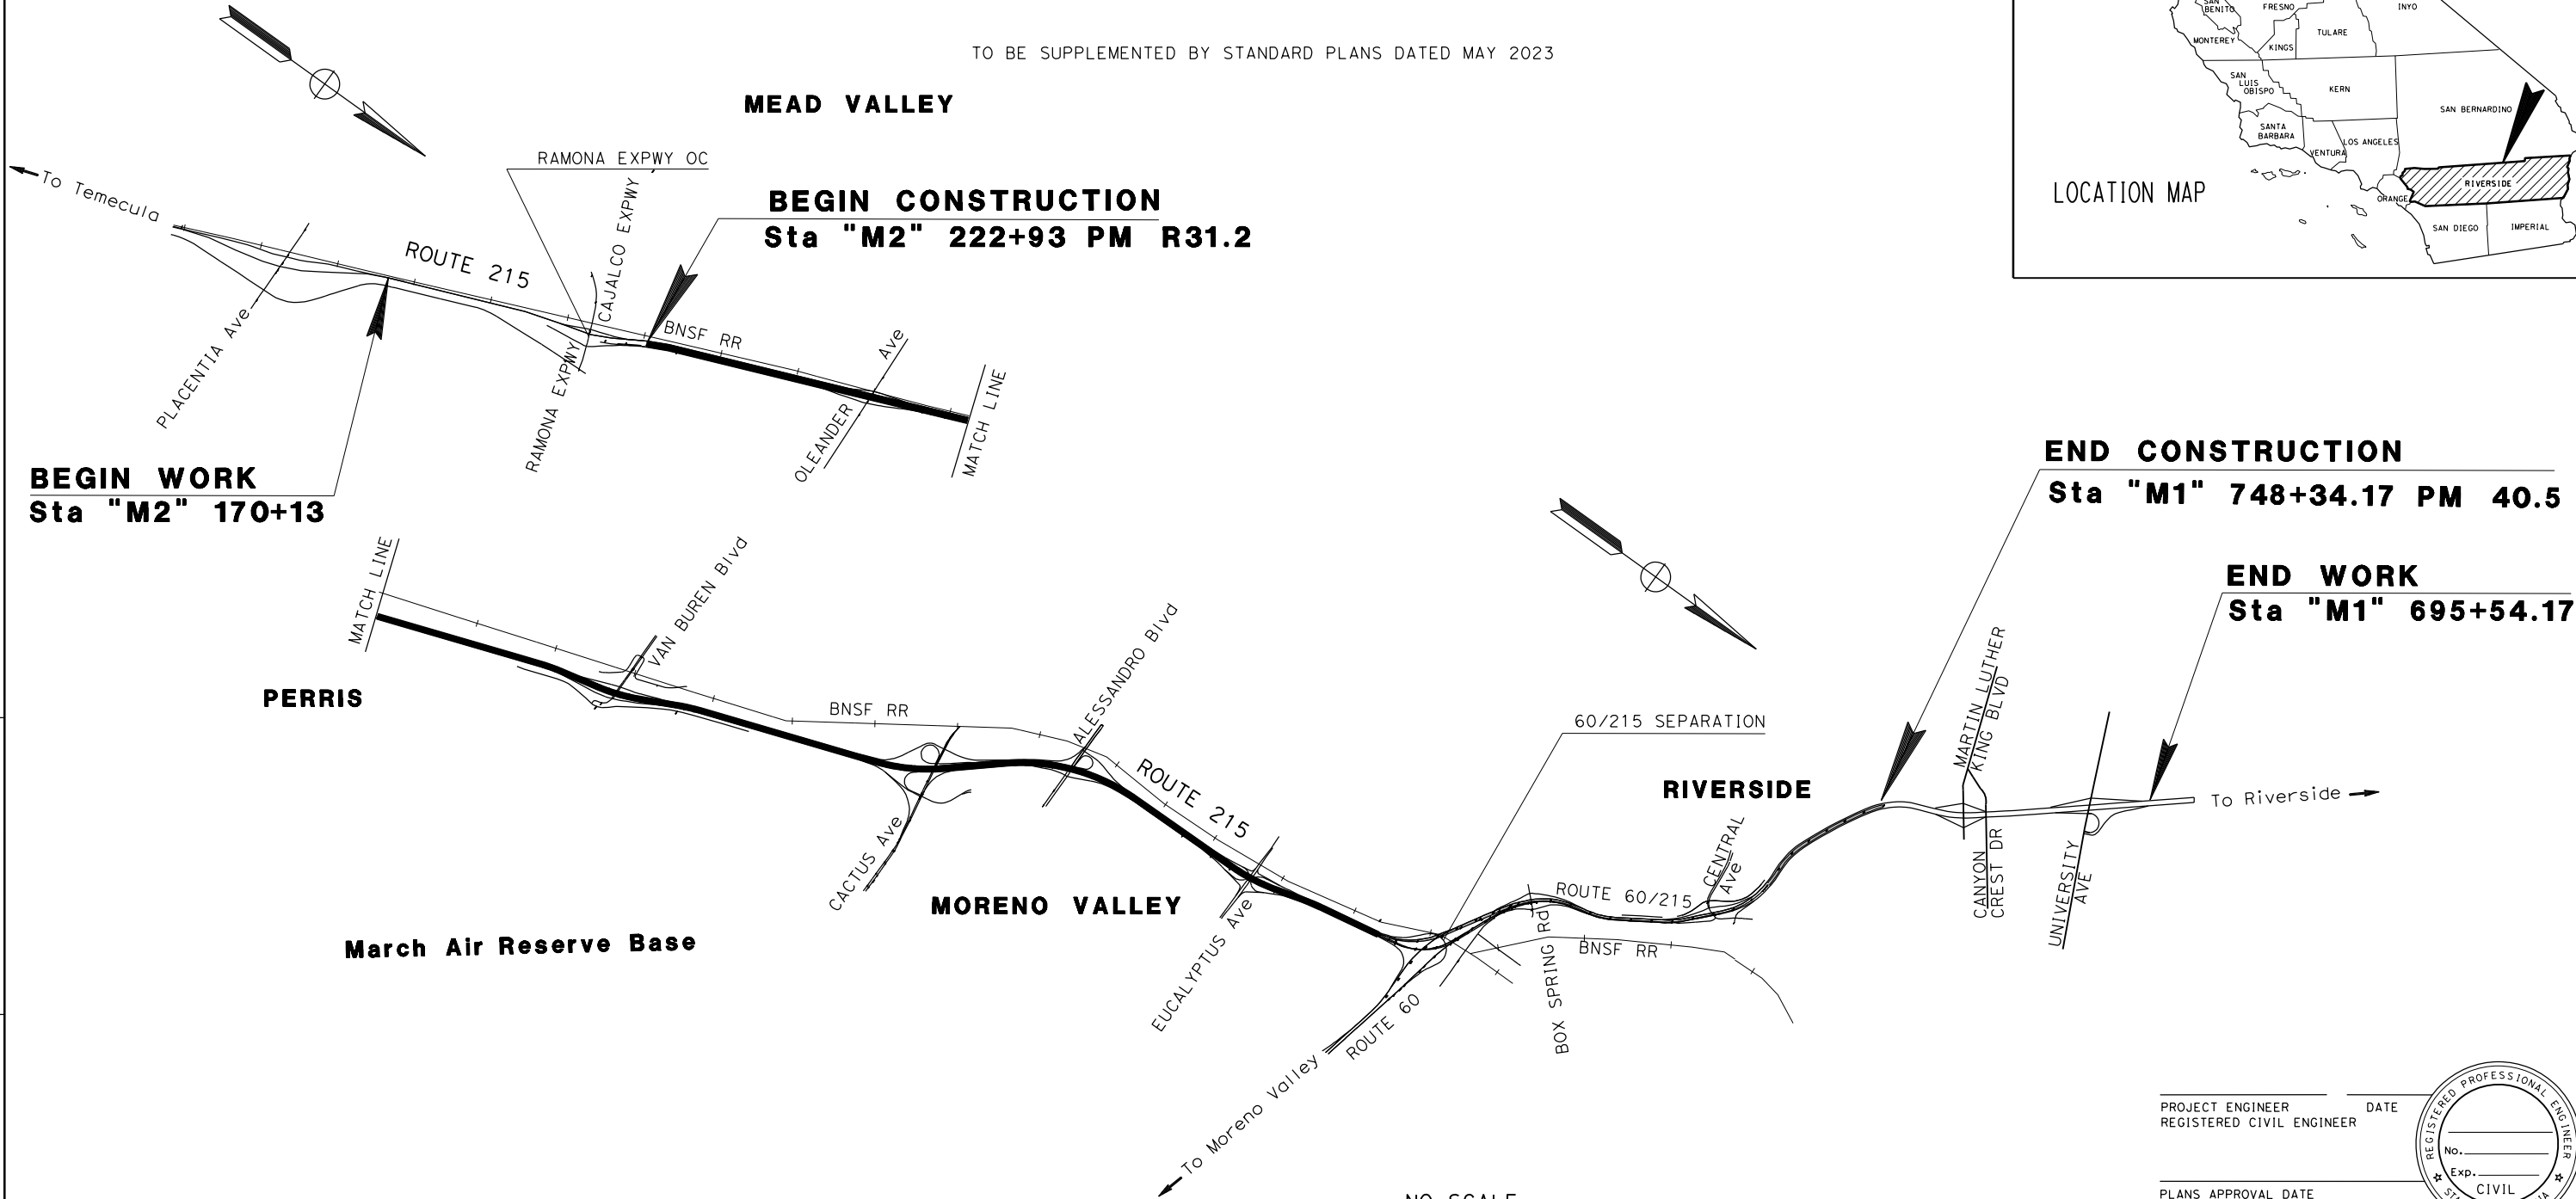 TO BE SUPPLEMENTED BY STANDARD PLANS DATED MAY 2023
MEAD VALLEY
RAMONA EXPWY OC
To Temecula
ROUTE 215
CAJALCO EXPWY
BEGIN CONSTRUCTION
Sta "M2" 222+93 PM R31.2
BNSF RR
PLACENTIA Ave
RAMONA EXPWY
OLEANDER Ave
MATCH LINE
BEGIN WORK
Sta "M2" 170+13
SAN
BENITO
FRESNO
INYO
MONTEREY
KINGS
TULARE
SAN
LUIS
OBISPO
KERN
SAN BERNARDINO
SANTA
BARBARA
VENTURA
LOS ANGELES
LOCATION MAP
RIVERSIDE
ORANGE
SAN DIEGO
IMPERIAL
END CONSTRUCTION
Sta "M1" 748+34.17 PM 40.5
END WORK
Sta "M1" 695+54.17
MATCH LINE
VAN BUREN Blvd
PERRIS
BNSF RR
ALESSANDRO Blvd
60/215 SEPARATION
ROUTE 215
RIVERSIDE
MARTIN LUTHER
KING BLVD
To Riverside
CACTUS Ave
MORENO VALLEY
March Air Reserve Base
EUCALYPTUS Ave
ROUTE 60/215
CENTRAL
Ave
CANYON
CREST DR
UNIVERSITY
AVE
BNSF RR
BOX SPRING Rd
ROUTE 60
To Moreno Valley
NO SCALE
PROJECT ENGINEER DATE
REGISTERED CIVIL ENGINEER
PLANS APPROVAL DATE
REGISTERED PROFESSIONAL ENGINEER
No.
Exp.
CIVIL